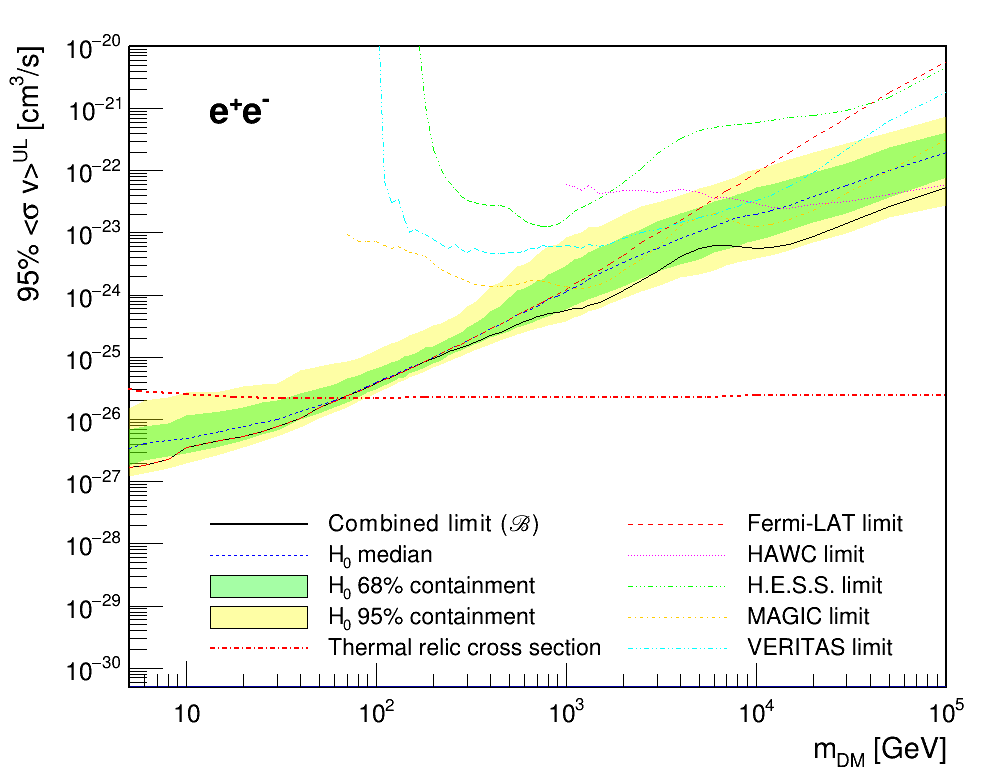 95% <σ v>^UL [cm³/s]
10⁻²⁰
10⁻²¹
10⁻²²
10⁻²³
10⁻²⁴
10⁻²⁵
10⁻²⁶
10⁻²⁷
10⁻²⁸
10⁻²⁹
10⁻³⁰
e⁺e⁻
Combined limit (ℬ)
H₀ median
H₀ 68% containment
H₀ 95% containment
Thermal relic cross section
Fermi-LAT limit
HAWC limit
H.E.S.S. limit
MAGIC limit
VERITAS limit
10 10² 10³ 10⁴ 10⁵
m_DM [GeV]